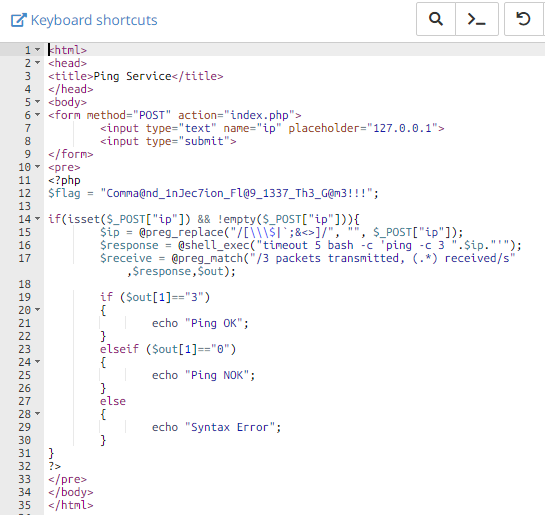 Keyboard shortcuts
1 <html>
2 <head>
3 <title>Ping Service</title>
4 </head>
5 <body>
6 <form method="POST" action="index.php">
7 <input type="text" name="ip" placeholder="127.0.0.1">
8 <input type="submit">
9 </form>
10 <pre>
11 <?php
12 $flag = "Comma@nd_1nJec7ion_Fl@9_1337_Th3_G@m3!!!";
13
14 if(isset($_POST["ip"]) && !empty($_POST["ip"])){
15 $ip = @preg_replace("/[\\\$|`;&<>]/", "", $_POST["ip"]);
16 $response = @shell_exec("timeout 5 bash -c 'ping -c 3 ".$ip."'");
17 $receive = @preg_match("/3 packets transmitted, (.*) received/s"
,$response,$out);
18
19 if ($out[1]=="3")
20 {
21 echo "Ping OK";
22 }
23 elseif ($out[1]=="0")
24 {
25 echo "Ping NOK";
26 }
27 else
28 {
29 echo "Syntax Error";
30 }
31 }
32 ?>
33 </pre>
34 </body>
35 </html>